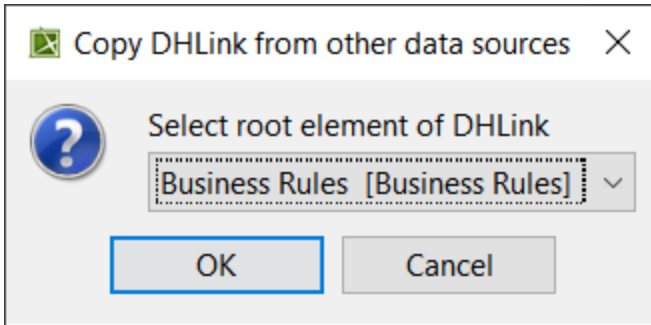 Copy DHLink from other data sources
Select root element of DHLink
Business Rules [Business Rules]
OK
Cancel